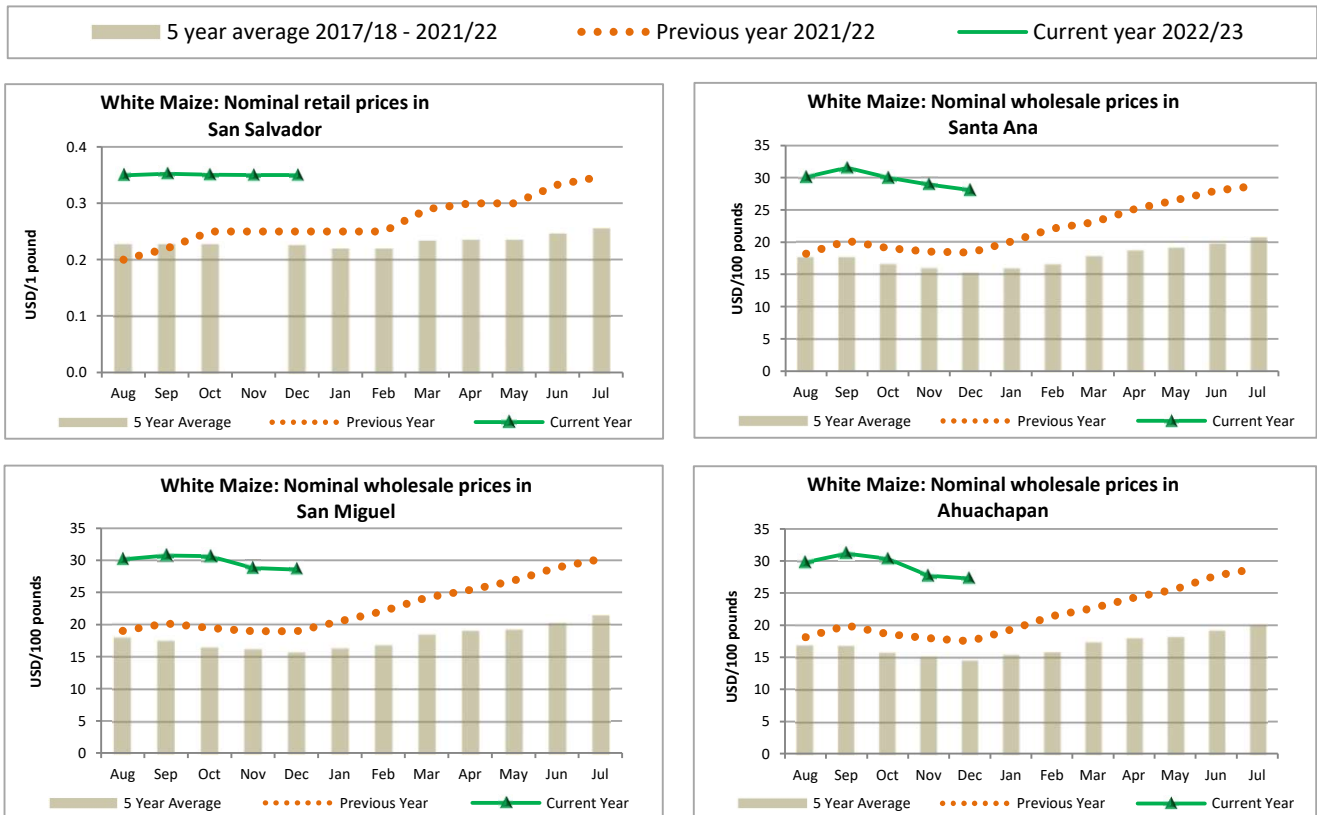 5 year average 2017/18 - 2021/22 Previous year 2021/22 Current year 2022/23
White Maize: Nominal retail prices in
San Salvador
USD/1 pound
0.4
0.3
0.2
0.1
0.0
Aug Sep Oct Nov Dec Jan Feb Mar Apr May Jun Jul
5 Year Average Previous Year Current Year
White Maize: Nominal wholesale prices in
Santa Ana
USD/100 pounds
35
30
25
20
15
10
5
0
Aug Sep Oct Nov Dec Jan Feb Mar Apr May Jun Jul
5 Year Average Previous Year Current Year
White Maize: Nominal wholesale prices in
San Miguel
USD/100 pounds
35
30
25
20
15
10
5
0
Aug Sep Oct Nov Dec Jan Feb Mar Apr May Jun Jul
5 Year Average Previous Year Current Year
White Maize: Nominal wholesale prices in
Ahuachapan
USD/100 pounds
35
30
25
20
15
10
5
0
Aug Sep Oct Nov Dec Jan Feb Mar Apr May Jun Jul
5 Year Average Previous Year Current Year